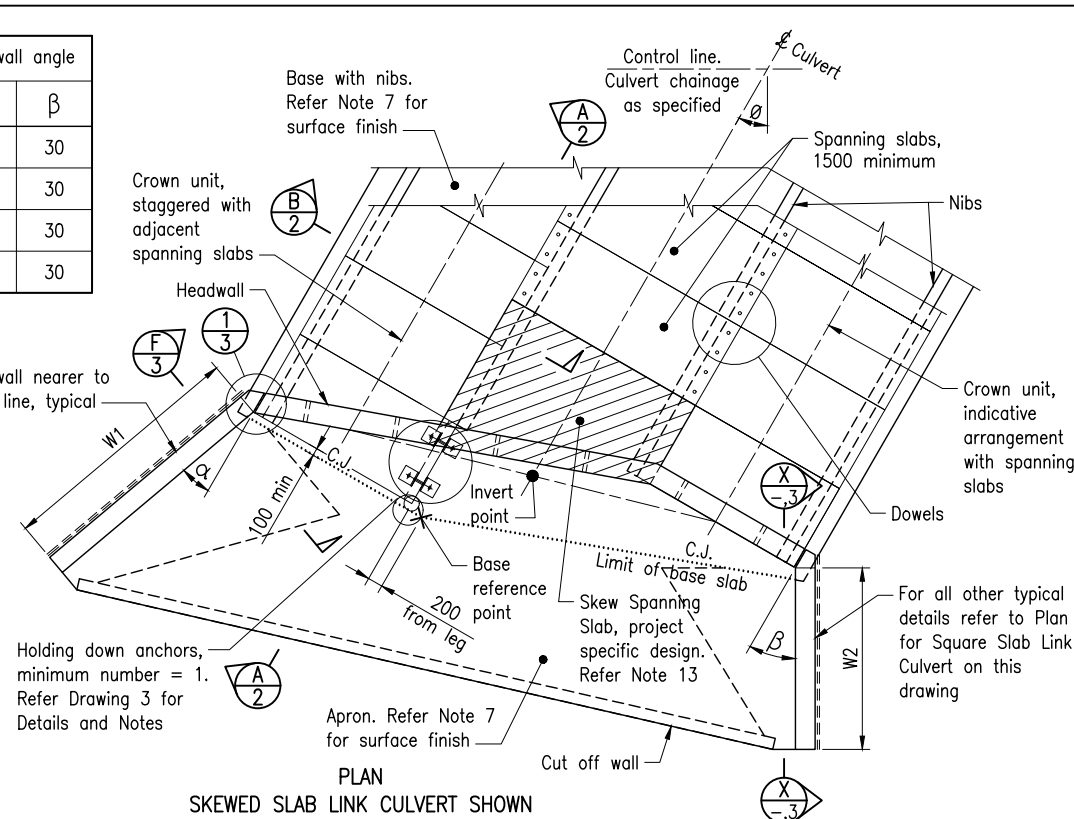 wall angle
β
30
30
30
30
Base with nibs.
Refer Note 7 for
surface finish
A
2
Control line.
Culvert chainage
as specified
℄ Culvert
Ø
Spanning slabs,
1500 minimum
Nibs
Crown unit,
staggered with
adjacent
spanning slabs
B
2
Headwall
1
3
F
3
wall nearer to
line, typical
W1
α
C.J.
100 min
Invert
point
Base
reference
point
200
from leg
X
-,3
C.J.
Limit of base slab
β
W2
Crown unit,
indicative
arrangement
with spanning
slabs
Dowels
Skew Spanning
Slab, project
specific design.
Refer Note 13
For all other typical
details refer to Plan
for Square Slab Link
Culvert on this
drawing
Holding down anchors,
minimum number = 1.
Refer Drawing 3 for
Details and Notes
A
2
Apron. Refer Note 7
for surface finish
Cut off wall
X
-,3
PLAN
SKEWED SLAB LINK CULVERT SHOWN